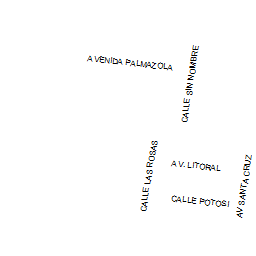 AVENIDA PALMAZOLA
CALLE SIN NOMBRE
CALLE LAS ROSAS
AV. LITORAL
CALLE POTOSI
AV SANTA CRUZ